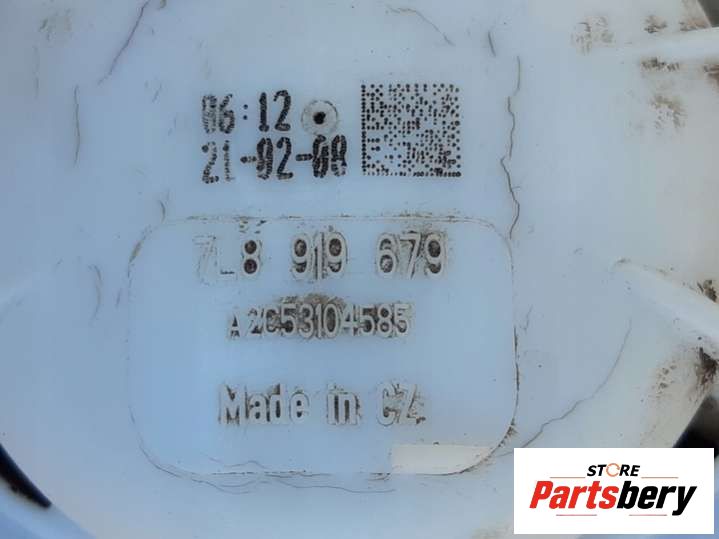 06:12
21-02-08
7L8 919 679
A2C53104585
Made in CZ
STORE
Partsbery